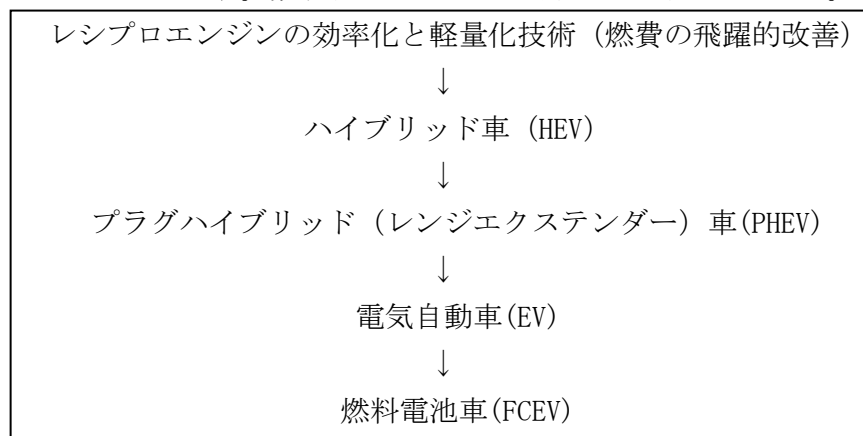 レシプロエンジンの効率化と軽量化技術 (燃費の飛躍的改善)
↓
ハイブリッド車 (HEV)
↓
プラグハイブリッド（レンジエクステンダー）車(PHEV)
↓
電気自動車(EV)
↓
燃料電池車(FCEV)